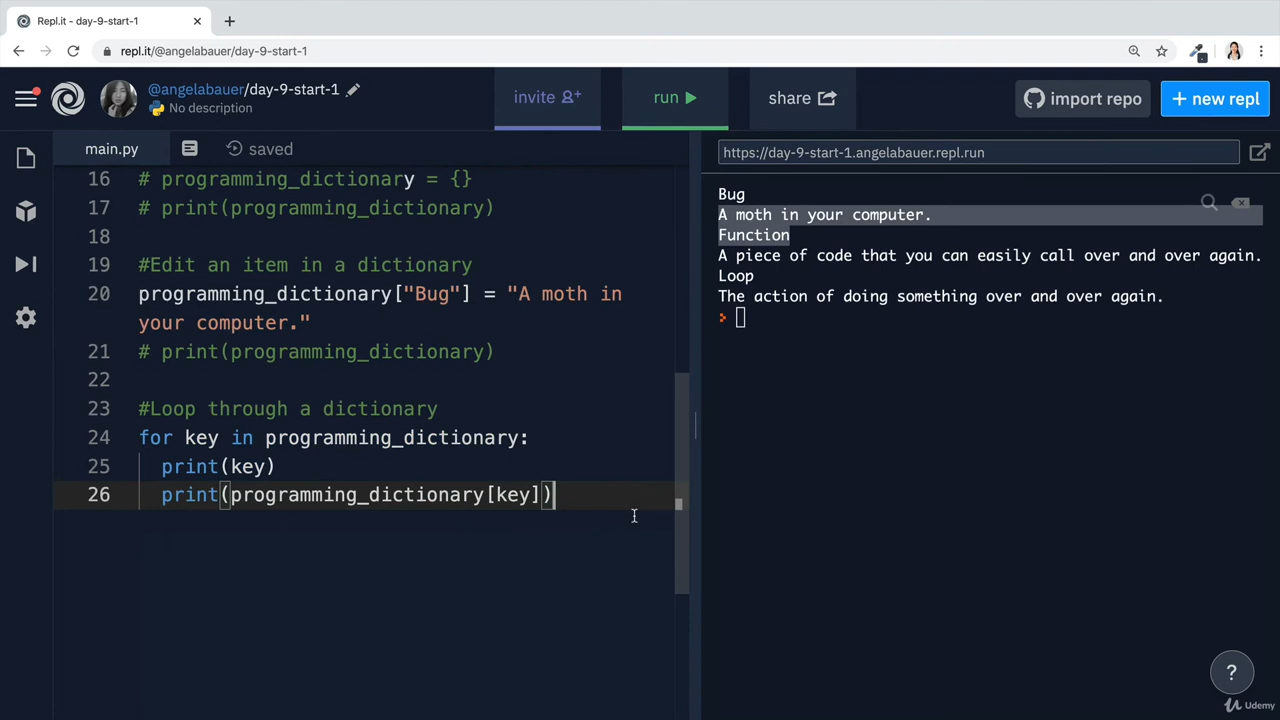 Repl.it - day-9-start-1
repl.it/@angelabauer/day-9-start-1
@angelabauer/day-9-start-1
No description
invite
run
share
import repo
+ new repl
main.py
saved
https://day-9-start-1.angelabauer.repl.run
16 # programming_dictionary = {}
17 # print(programming_dictionary)
18
19 #Edit an item in a dictionary
20 programming_dictionary["Bug"] = "A moth in
your computer."
21 # print(programming_dictionary)
22
23 #Loop through a dictionary
24 for key in programming_dictionary:
25 print(key)
26 print(programming_dictionary[key])
Bug
A moth in your computer.
Function
A piece of code that you can easily call over and over again.
Loop
The action of doing something over and over again.
>
?
Udemy